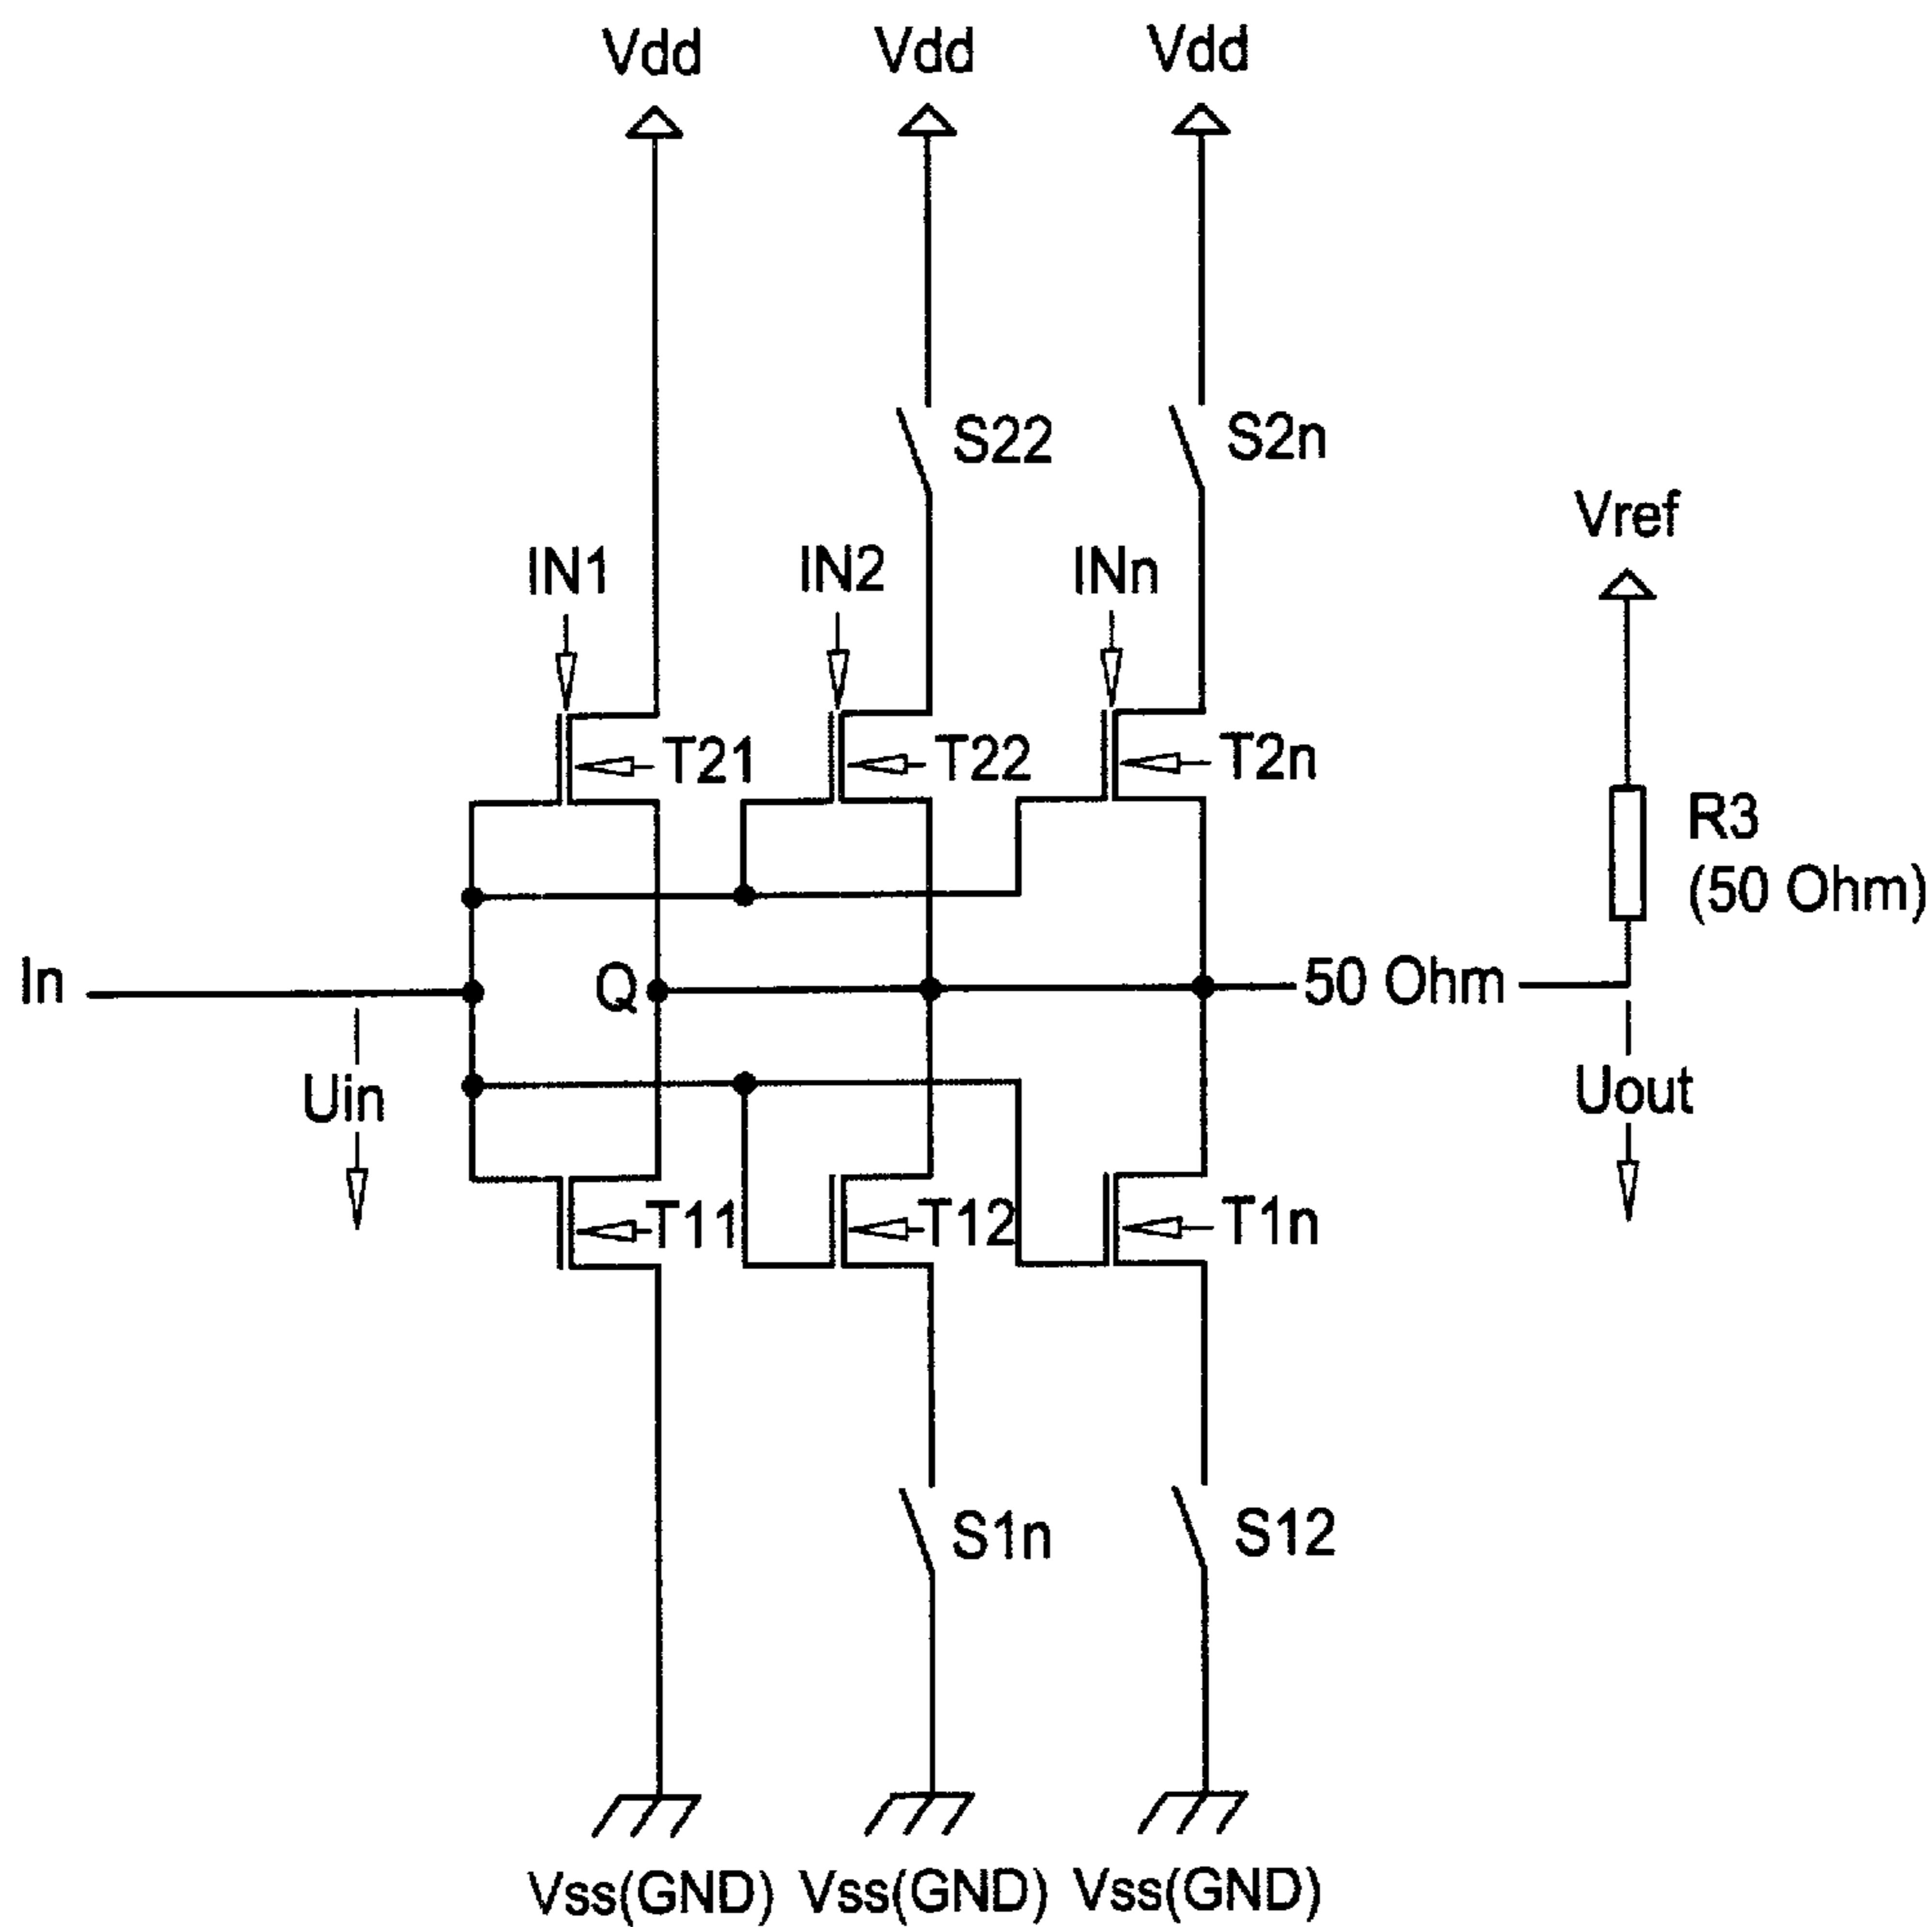 Vdd Vdd Vdd
S22 S2n
Vref
IN1 IN2 INn
T21 T22 T2n
R3
(50 Ohm)
In Q 50 Ohm
Uin Uout
T11 T12 T1n
S1n S12
Vss(GND) Vss(GND) Vss(GND)